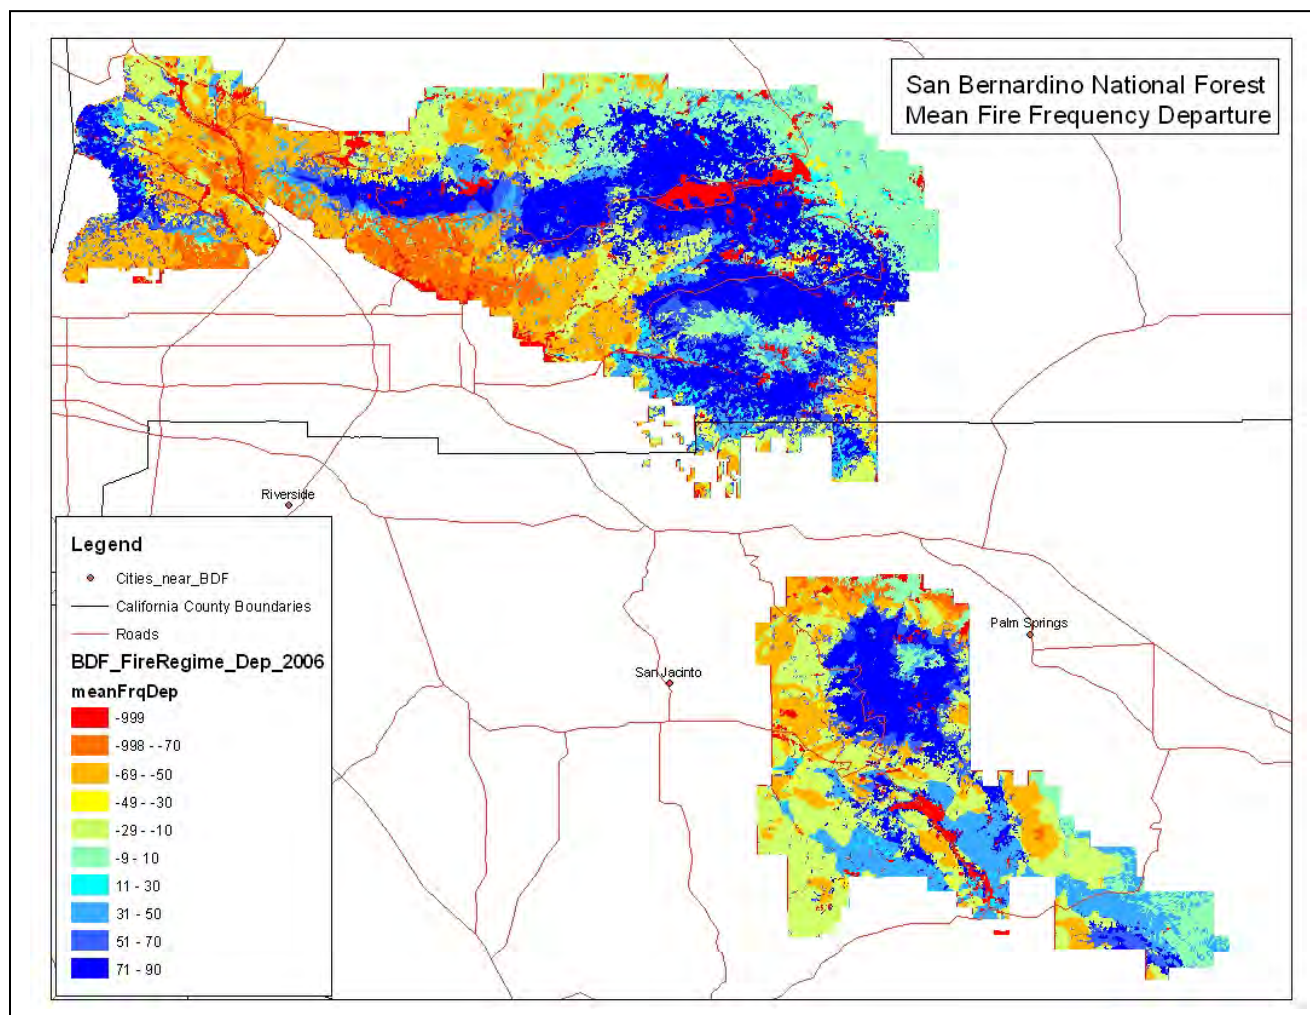 San Bernardino National Forest
Mean Fire Frequency Departure
Riverside
Palm Springs
San Jacinto
Legend
Cities_near_BDF
California County Boundaries
Roads
BDF_FireRegime_Dep_2006
meanFrqDep
-999
-998 - -70
-69 - -50
-49 - -30
-29 - -10
-9 - 10
11 - 30
31 - 50
51 - 70
71 - 90